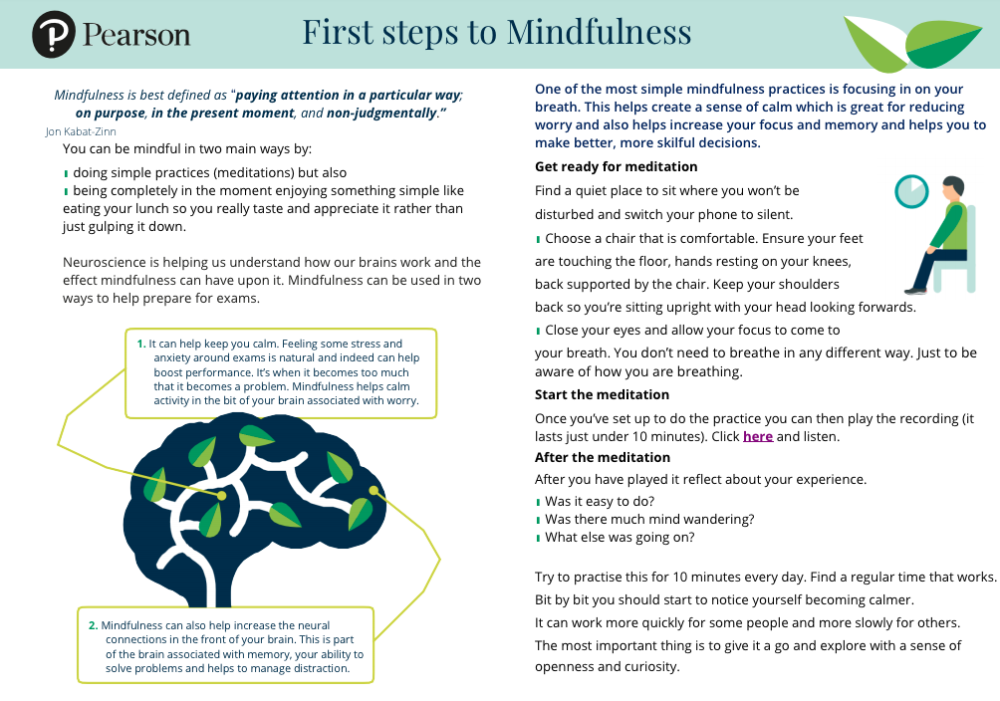 Pearson
First steps to Mindfulness
Mindfulness is best defined as "paying attention in a particular way;
on purpose, in the present moment, and non-judgmentally."
Jon Kabat-Zinn
You can be mindful in two main ways by:
doing simple practices (meditations) but also
being completely in the moment enjoying something simple like
eating your lunch so you really taste and appreciate it rather than
just gulping it down.
Neuroscience is helping us understand how our brains work and the
effect mindfulness can have upon it. Mindfulness can be used in two
ways to help prepare for exams.
1. It can help keep you calm. Feeling some stress and
anxiety around exams is natural and indeed can help
boost performance. It's when it becomes too much
that it becomes a problem. Mindfulness helps calm
activity in the bit of your brain associated with worry.
2. Mindfulness can also help increase the neural
connections in the front of your brain. This is part
of the brain associated with memory, your ability to
solve problems and helps to manage distraction.
One of the most simple mindfulness practices is focusing in on your
breath. This helps create a sense of calm which is great for reducing
worry and also helps increase your focus and memory and helps you to
make better, more skilful decisions.
Get ready for meditation
Find a quiet place to sit where you won't be
disturbed and switch your phone to silent.
Choose a chair that is comfortable. Ensure your feet
are touching the floor, hands resting on your knees,
back supported by the chair. Keep your shoulders
back so you're sitting upright with your head looking forwards.
Close your eyes and allow your focus to come to
your breath. You don't need to breathe in any different way. Just to be
aware of how you are breathing.
Start the meditation
Once you've set up to do the practice you can then play the recording (it
lasts just under 10 minutes). Click here and listen.
After the meditation
After you have played it reflect about your experience.
Was it easy to do?
Was there much mind wandering?
What else was going on?
Try to practise this for 10 minutes every day. Find a regular time that works.
Bit by bit you should start to notice yourself becoming calmer.
It can work more quickly for some people and more slowly for others.
The most important thing is to give it a go and explore with a sense of
openness and curiosity.